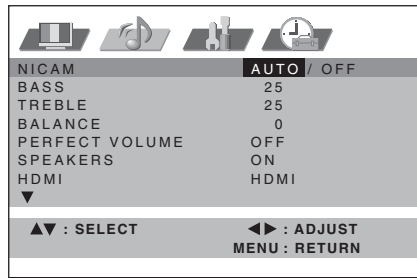 NICAM AUTO / OFF
BASS 25
TREBLE 25
BALANCE 0
PERFECT VOLUME OFF
SPEAKERS ON
HDMI HDMI
▼
▲▼ : SELECT ◀▶ : ADJUST
MENU : RETURN